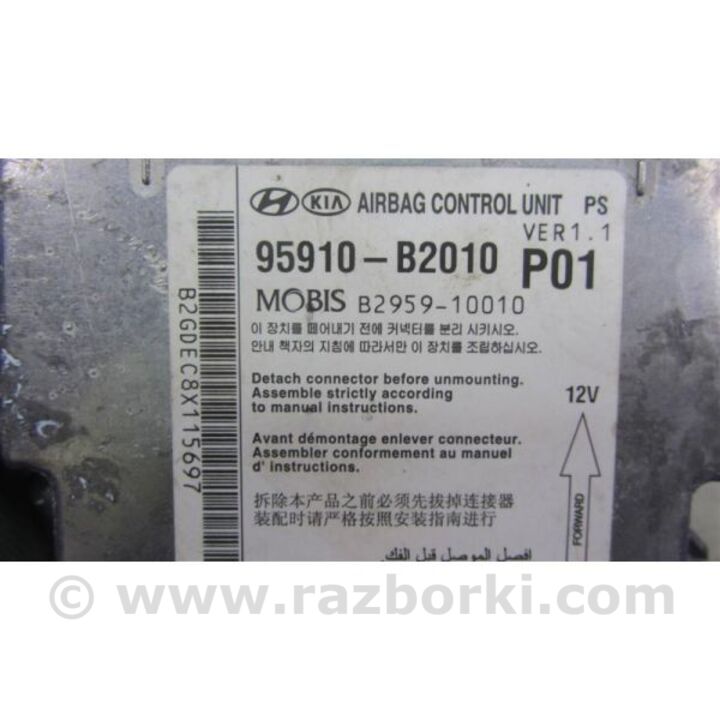 KIA AIRBAG CONTROL UNIT PS
VER1.1
95910-B2010 P01
MOBIS B2959-10010
이 장치를 떼어내기 전에 커넥터를 분리 시키시오.
안내 책자의 지침에 따라서만 이 장치를 조립하십시오.
Detach connector before unmounting.
Assemble strictly according
to manual instructions.
12V
Avant démontage enlever connecteur.
Assembler conformement au manuel
d' instructions.
拆除本产品之前必须先拔掉连接器
装配时请严格按照安装指南进行
افصل الموصل قبل الفك.
FORWARD
B2GDEC8X115697
© www.razborki.com